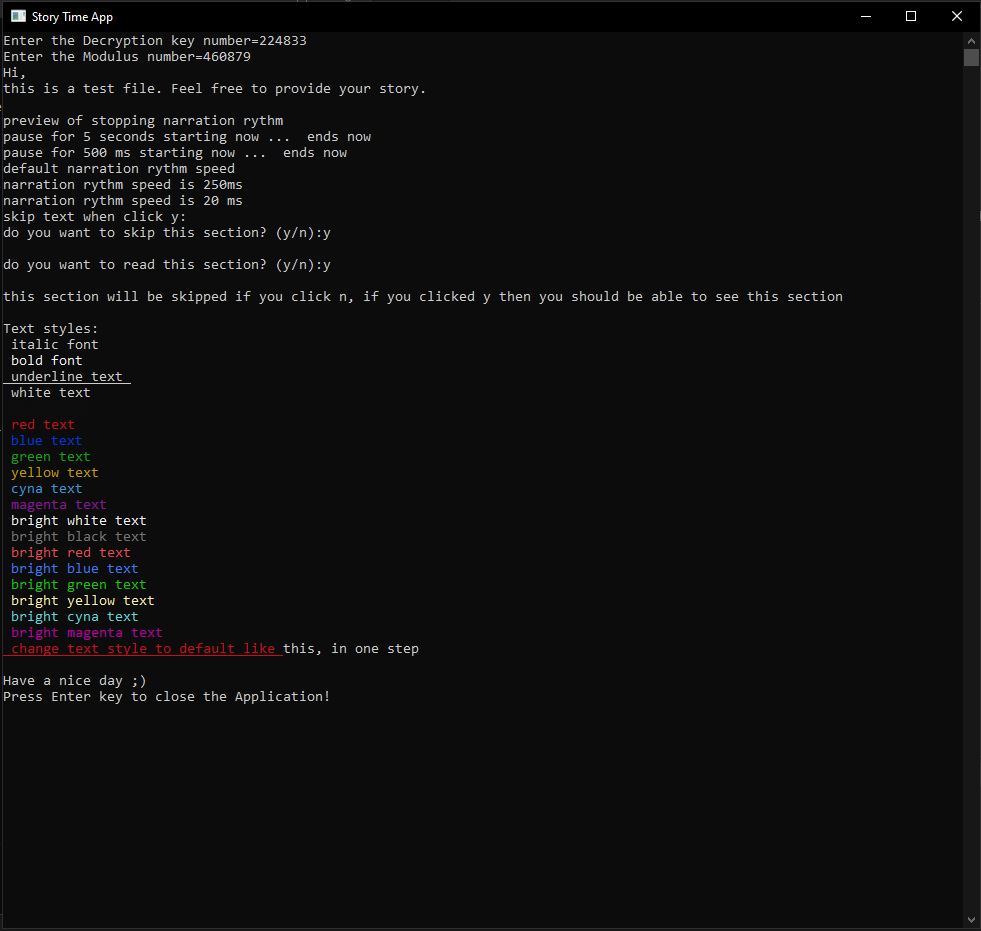 Story Time App
Enter the Decryption key number=224833
Enter the Modulus number=460879
Hi,
this is a test file. Feel free to provide your story.
preview of stopping narration rythm
pause for 5 seconds starting now ...  ends now
pause for 500 ms starting now ...  ends now
default narration rythm speed
narration rythm speed is 250ms
narration rythm speed is 20 ms
skip text when click y:
do you want to skip this section? (y/n):y
do you want to read this section? (y/n):y
this section will be skipped if you click n, if you clicked y then you should be able to see this section
Text styles:
italic font
bold font
underline text
white text
red text
blue text
green text
yellow text
cyna text
magenta text
bright white text
bright black text
bright red text
bright blue text
bright green text
bright yellow text
bright cyna text
bright magenta text
change text style to default like this, in one step
Have a nice day ;)
Press Enter key to close the Application!